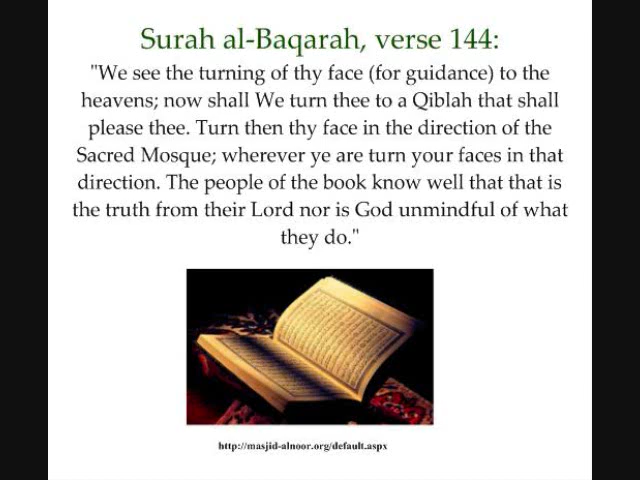 Surah al-Baqarah, verse 144:
"We see the turning of thy face (for guidance) to the
heavens; now shall We turn thee to a Qiblah that shall
please thee. Turn then thy face in the direction of the
Sacred Mosque; wherever ye are turn your faces in that
direction. The people of the book know well that that is
the truth from their Lord nor is God unmindful of what
they do."
http://masjid-alnoor.org/default.aspx